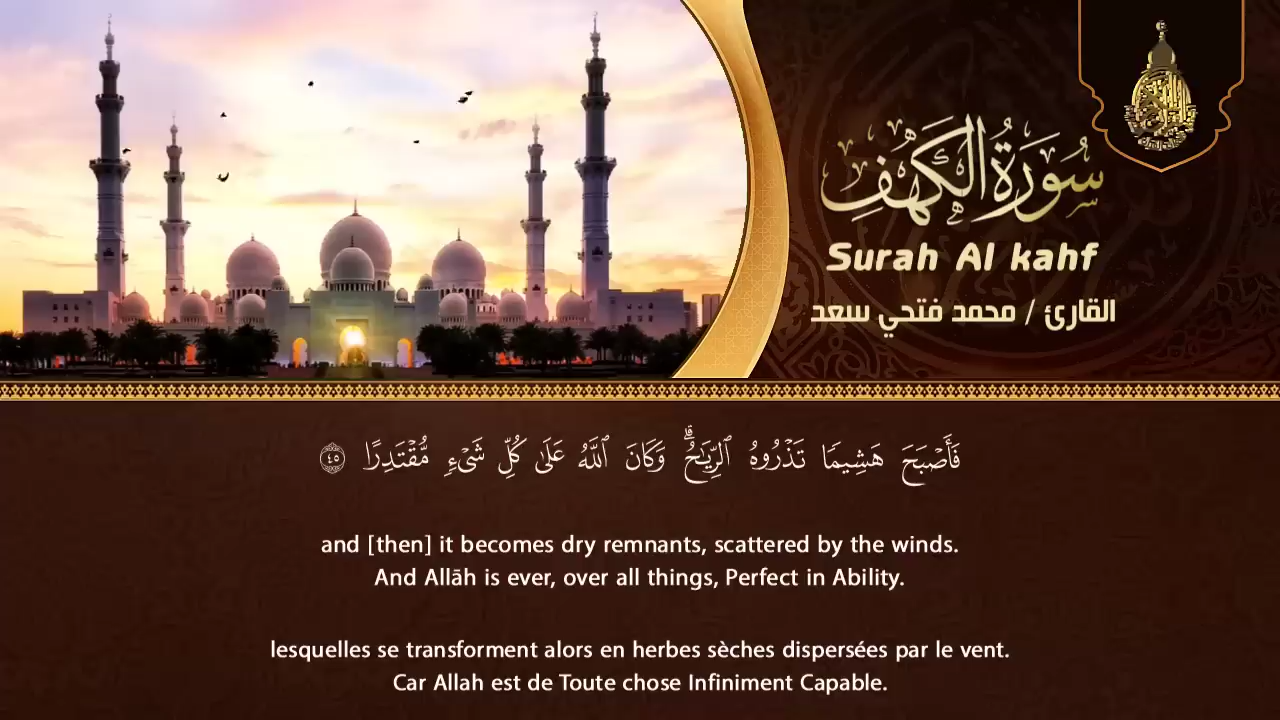 سُورَةُ الكَهْفِ
Surah Al kahf
القارئ / محمد فتحي سعد
فَأَصْبَحَ هَشِيمًا تَذْرُوهُ ٱلرِّيَـٰحُ ۗ وَكَانَ ٱللَّهُ عَلَىٰ كُلِّ شَىْءٍ مُّقْتَدِرًا ٤٥
and [then] it becomes dry remnants, scattered by the winds.
And Allāh is ever, over all things, Perfect in Ability.
lesquelles se transforment alors en herbes sèches dispersées par le vent.
Car Allah est de Toute chose Infiniment Capable.